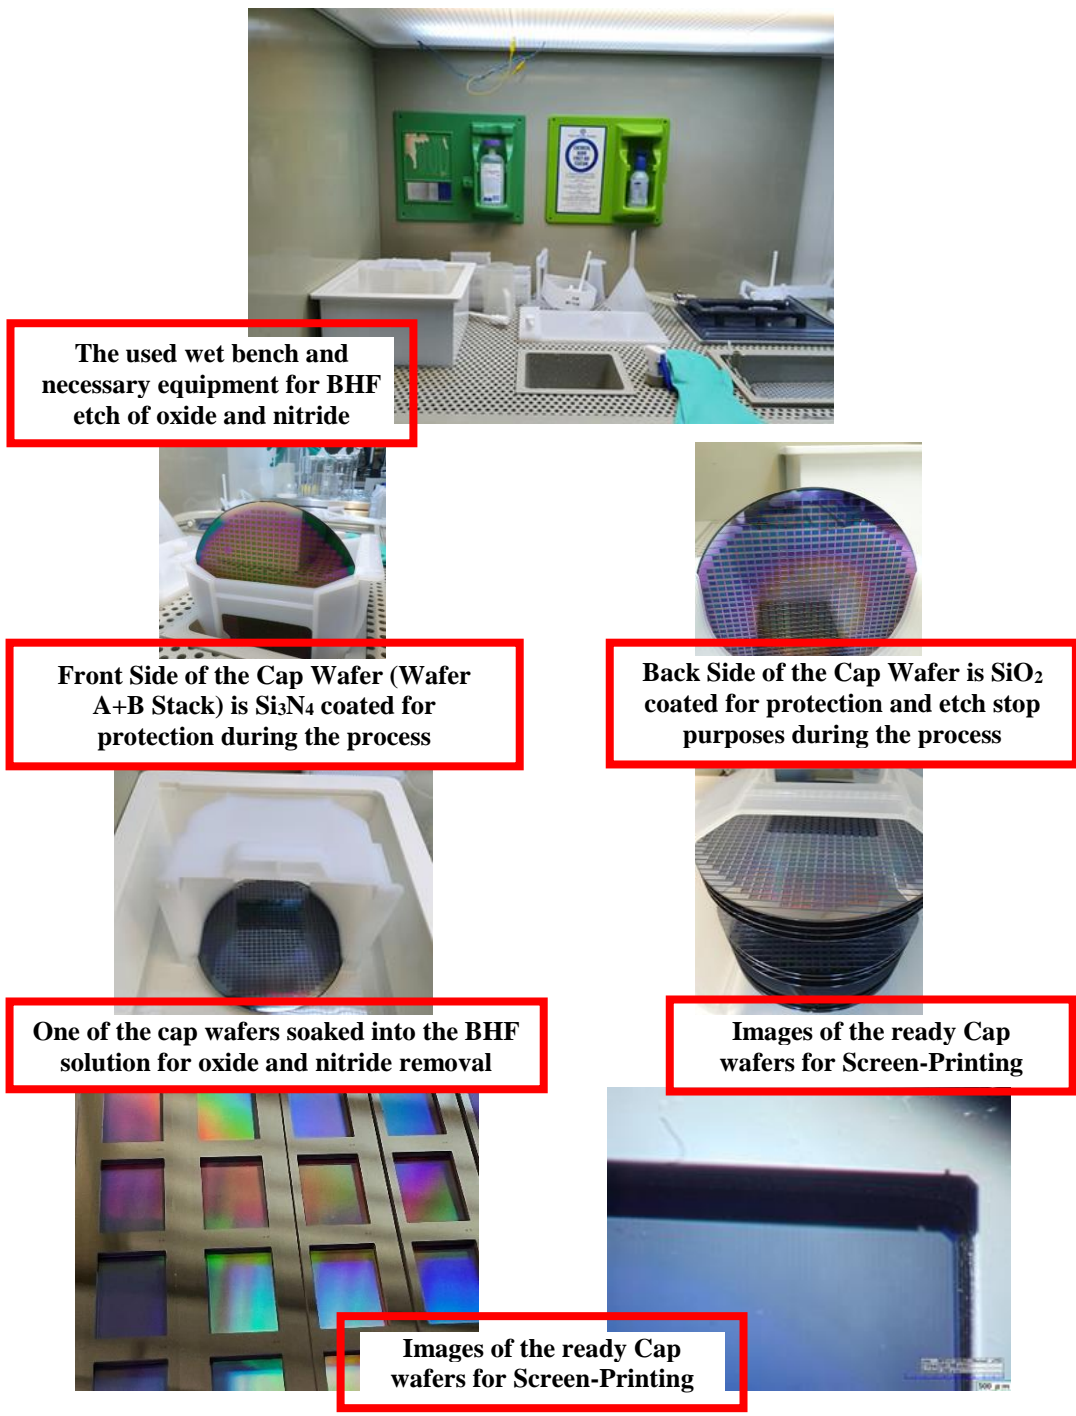 The used wet bench and
necessary equipment for BHF
etch of oxide and nitride
Front Side of the Cap Wafer (Wafer
A+B Stack) is Si₃N₄ coated for
protection during the process
Back Side of the Cap Wafer is SiO₂
coated for protection and etch stop
purposes during the process
One of the cap wafers soaked into the BHF
solution for oxide and nitride removal
Images of the ready Cap
wafers for Screen-Printing
Images of the ready Cap
wafers for Screen-Printing
500 µm